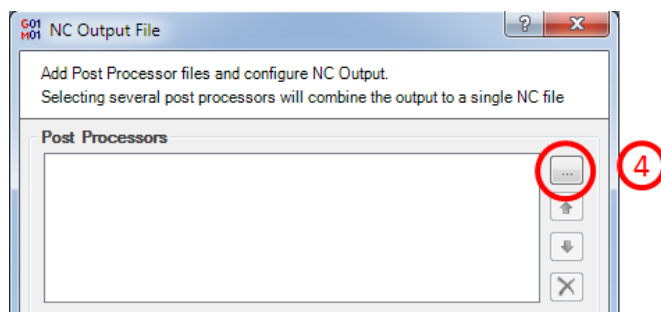 G01
M01
NC Output File
?
X
Add Post Processor files and configure NC Output.
Selecting several post processors will combine the output to a single NC file
Post Processors
...
4